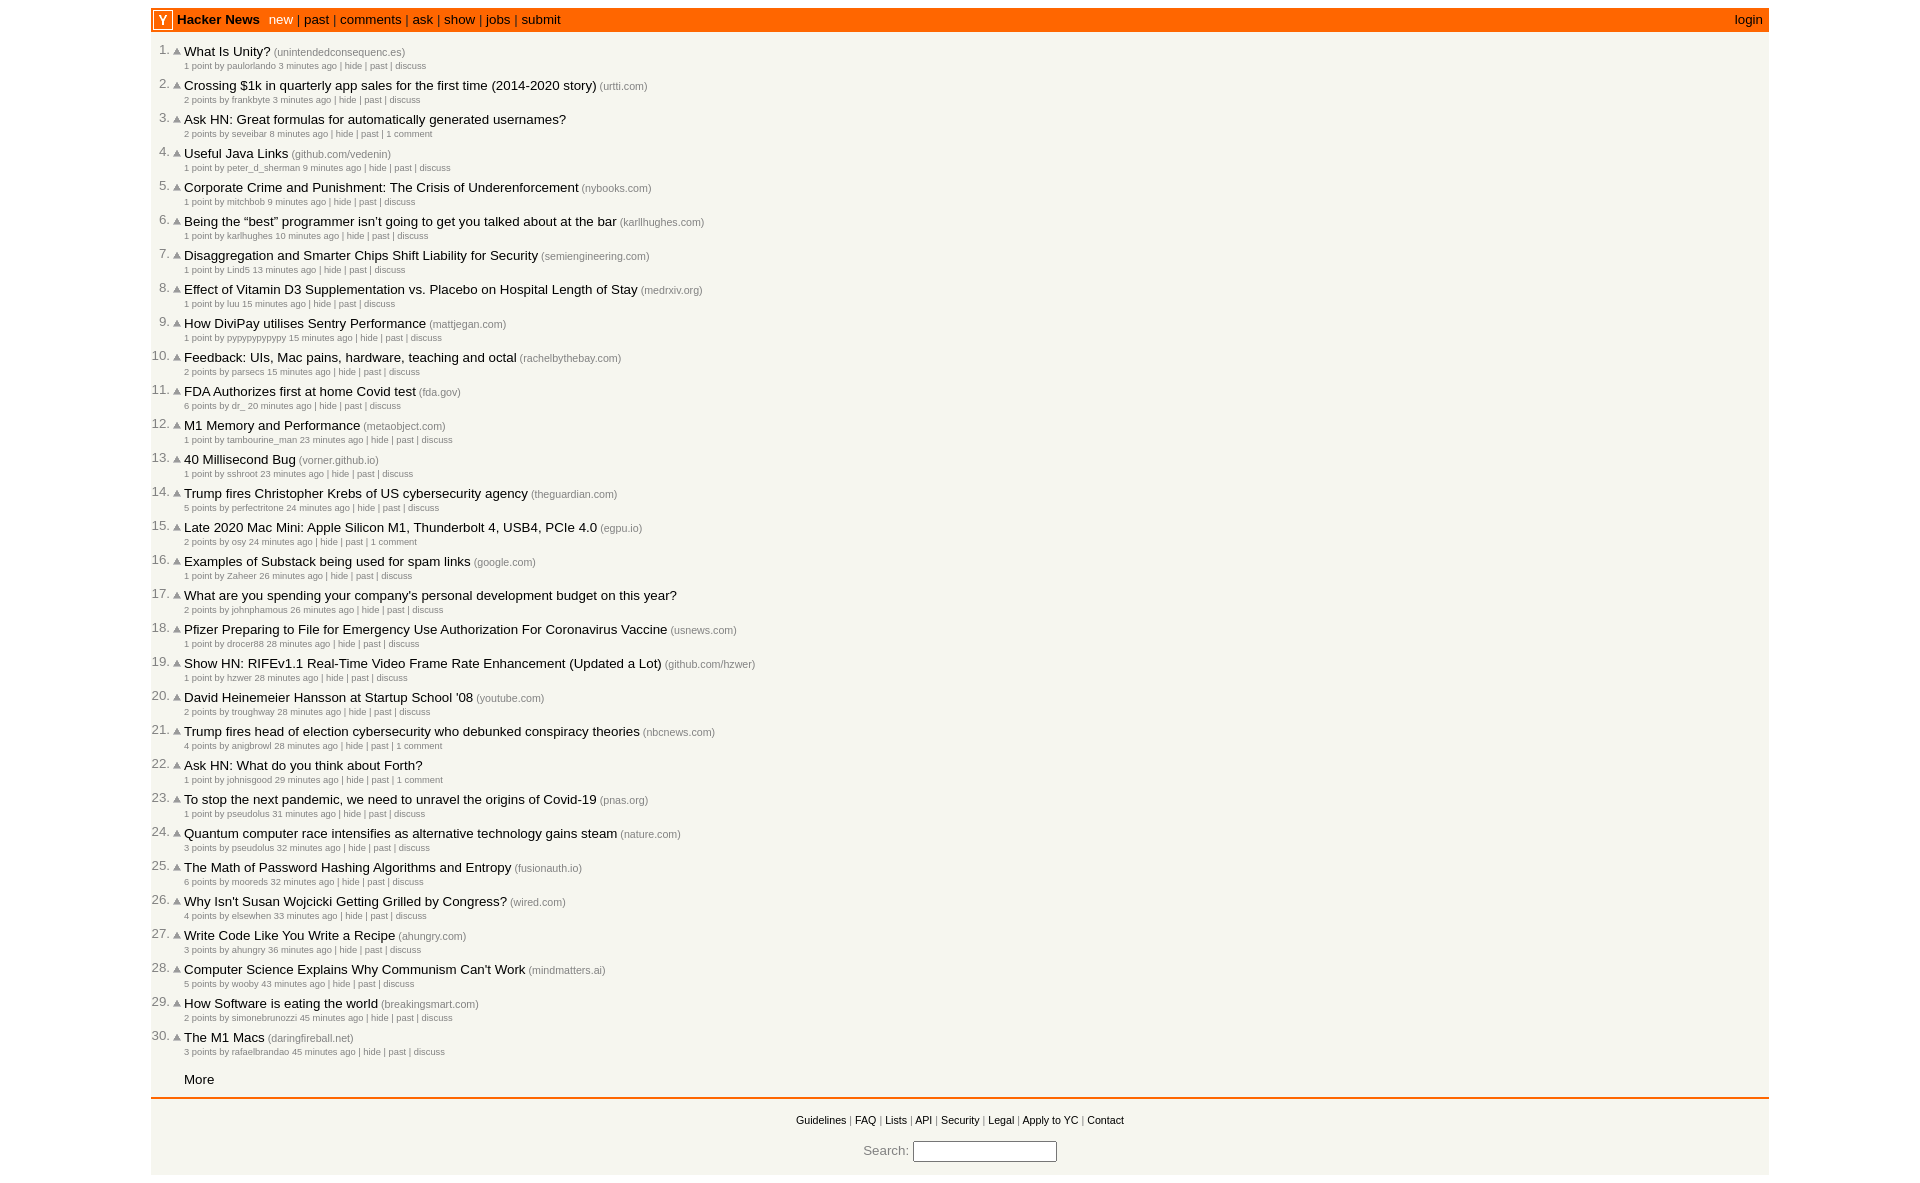 Y Hacker News new | past | comments | ask | show | jobs | submit login
1. What Is Unity? (unintendedconsequenc.es)
1 point by paulorlando 3 minutes ago | hide | past | discuss
2. Crossing $1k in quarterly app sales for the first time (2014-2020 story) (urtti.com)
2 points by frankbyte 3 minutes ago | hide | past | discuss
3. Ask HN: Great formulas for automatically generated usernames?
2 points by seveibar 8 minutes ago | hide | past | 1 comment
4. Useful Java Links (github.com/vedenin)
1 point by peter_d_sherman 9 minutes ago | hide | past | discuss
5. Corporate Crime and Punishment: The Crisis of Underenforcement (nybooks.com)
1 point by mitchbob 9 minutes ago | hide | past | discuss
6. Being the “best” programmer isn’t going to get you talked about at the bar (karllhughes.com)
1 point by karlhughes 10 minutes ago | hide | past | discuss
7. Disaggregation and Smarter Chips Shift Liability for Security (semiengineering.com)
1 point by Lind5 13 minutes ago | hide | past | discuss
8. Effect of Vitamin D3 Supplementation vs. Placebo on Hospital Length of Stay (medrxiv.org)
1 point by luu 15 minutes ago | hide | past | discuss
9. How DiviPay utilises Sentry Performance (mattjegan.com)
1 point by pypypypypypy 15 minutes ago | hide | past | discuss
10. Feedback: UIs, Mac pains, hardware, teaching and octal (rachelbythebay.com)
2 points by parsecs 15 minutes ago | hide | past | discuss
11. FDA Authorizes first at home Covid test (fda.gov)
6 points by dr_ 20 minutes ago | hide | past | discuss
12. M1 Memory and Performance (metaobject.com)
1 point by tambourine_man 23 minutes ago | hide | past | discuss
13. 40 Millisecond Bug (vorner.github.io)
1 point by sshroot 23 minutes ago | hide | past | discuss
14. Trump fires Christopher Krebs of US cybersecurity agency (theguardian.com)
5 points by perfectritone 24 minutes ago | hide | past | discuss
15. Late 2020 Mac Mini: Apple Silicon M1, Thunderbolt 4, USB4, PCIe 4.0 (egpu.io)
2 points by osy 24 minutes ago | hide | past | 1 comment
16. Examples of Substack being used for spam links (google.com)
1 point by Zaheer 26 minutes ago | hide | past | discuss
17. What are you spending your company's personal development budget on this year?
2 points by johnphamous 26 minutes ago | hide | past | discuss
18. Pfizer Preparing to File for Emergency Use Authorization For Coronavirus Vaccine (usnews.com)
1 point by drocer88 28 minutes ago | hide | past | discuss
19. Show HN: RIFEv1.1 Real-Time Video Frame Rate Enhancement (Updated a Lot) (github.com/hzwer)
1 point by hzwer 28 minutes ago | hide | past | discuss
20. David Heinemeier Hansson at Startup School '08 (youtube.com)
2 points by troughway 28 minutes ago | hide | past | discuss
21. Trump fires head of election cybersecurity who debunked conspiracy theories (nbcnews.com)
4 points by anigbrowl 28 minutes ago | hide | past | 1 comment
22. Ask HN: What do you think about Forth?
1 point by johnisgood 29 minutes ago | hide | past | 1 comment
23. To stop the next pandemic, we need to unravel the origins of Covid-19 (pnas.org)
1 point by pseudolus 31 minutes ago | hide | past | discuss
24. Quantum computer race intensifies as alternative technology gains steam (nature.com)
3 points by pseudolus 32 minutes ago | hide | past | discuss
25. The Math of Password Hashing Algorithms and Entropy (fusionauth.io)
6 points by mooreds 32 minutes ago | hide | past | discuss
26. Why Isn't Susan Wojcicki Getting Grilled by Congress? (wired.com)
4 points by elsewhen 33 minutes ago | hide | past | discuss
27. Write Code Like You Write a Recipe (ahungry.com)
3 points by ahungry 36 minutes ago | hide | past | discuss
28. Computer Science Explains Why Communism Can't Work (mindmatters.ai)
5 points by wooby 43 minutes ago | hide | past | discuss
29. How Software is eating the world (breakingsmart.com)
2 points by simonebrunozzi 45 minutes ago | hide | past | discuss
30. The M1 Macs (daringfireball.net)
3 points by rafaelbrandao 45 minutes ago | hide | past | discuss
More
Guidelines | FAQ | Lists | API | Security | Legal | Apply to YC | Contact
Search: